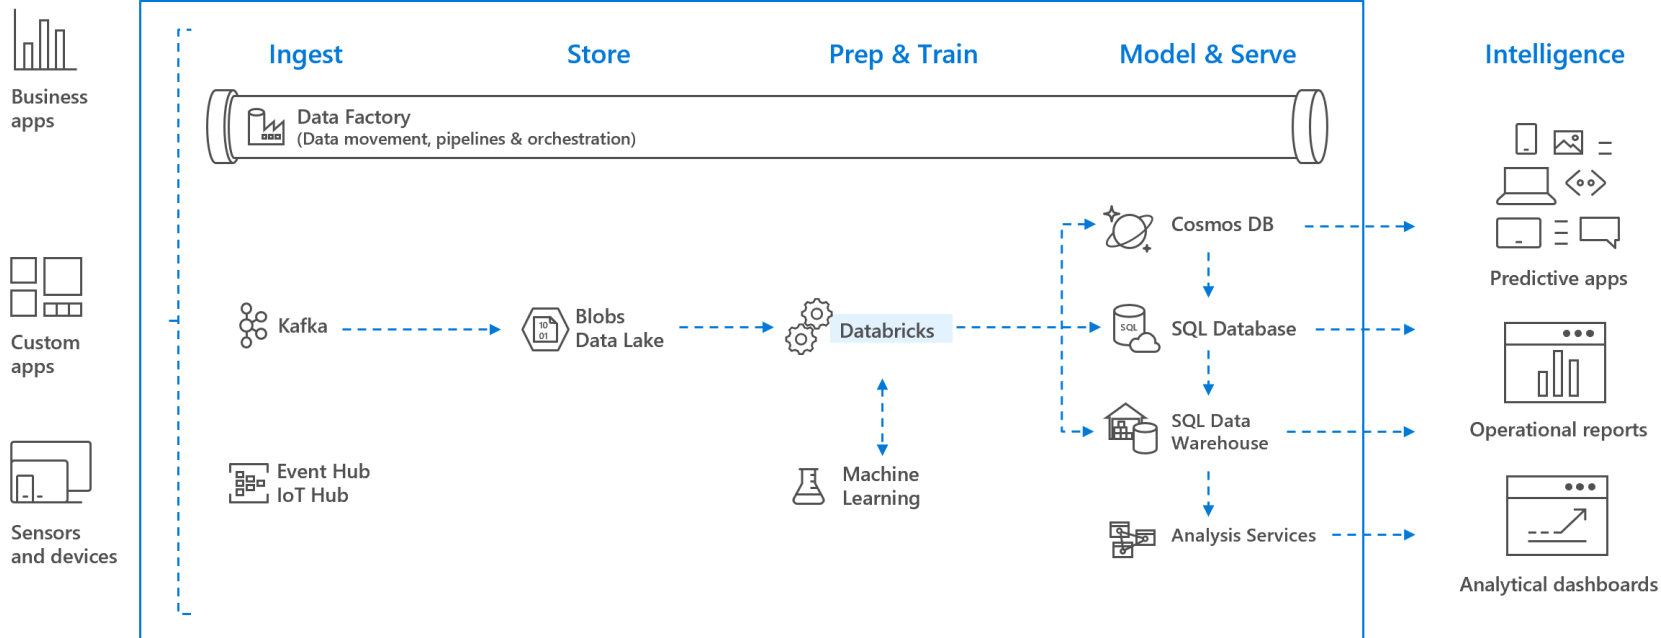 Business
apps
Custom
apps
Sensors
and devices
Ingest
Store
Prep & Train
Model & Serve
Intelligence
Data Factory
(Data movement, pipelines & orchestration)
Kafka
Event Hub
IoT Hub
10
01
Blobs
Data Lake
Databricks
Machine
Learning
Cosmos DB
SQL
SQL Database
SQL Data
Warehouse
Analysis Services
Predictive apps
Operational reports
Analytical dashboards